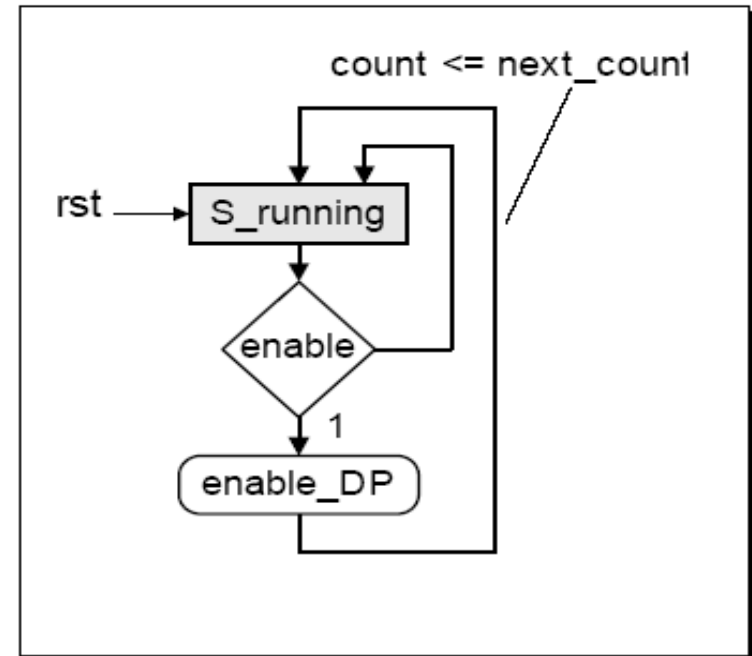 count <= next_count
rst
S_running
enable
1
enable_DP